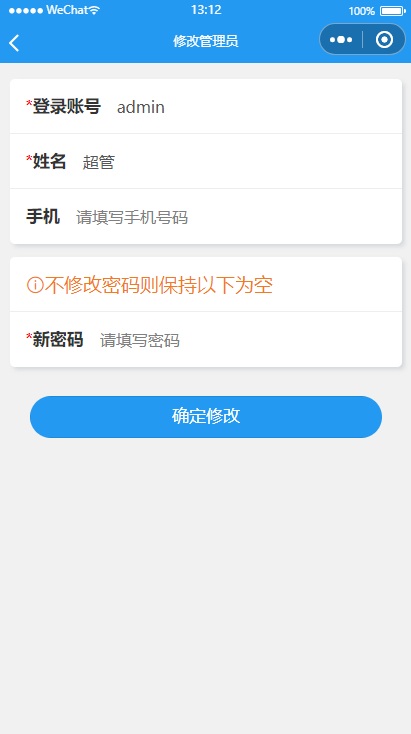 ●●●●● WeChat 13:12 100%
修改管理员
*登录账号 admin
*姓名 超管
手机 请填写手机号码
不修改密码则保持以下为空
*新密码 请填写密码
确定修改